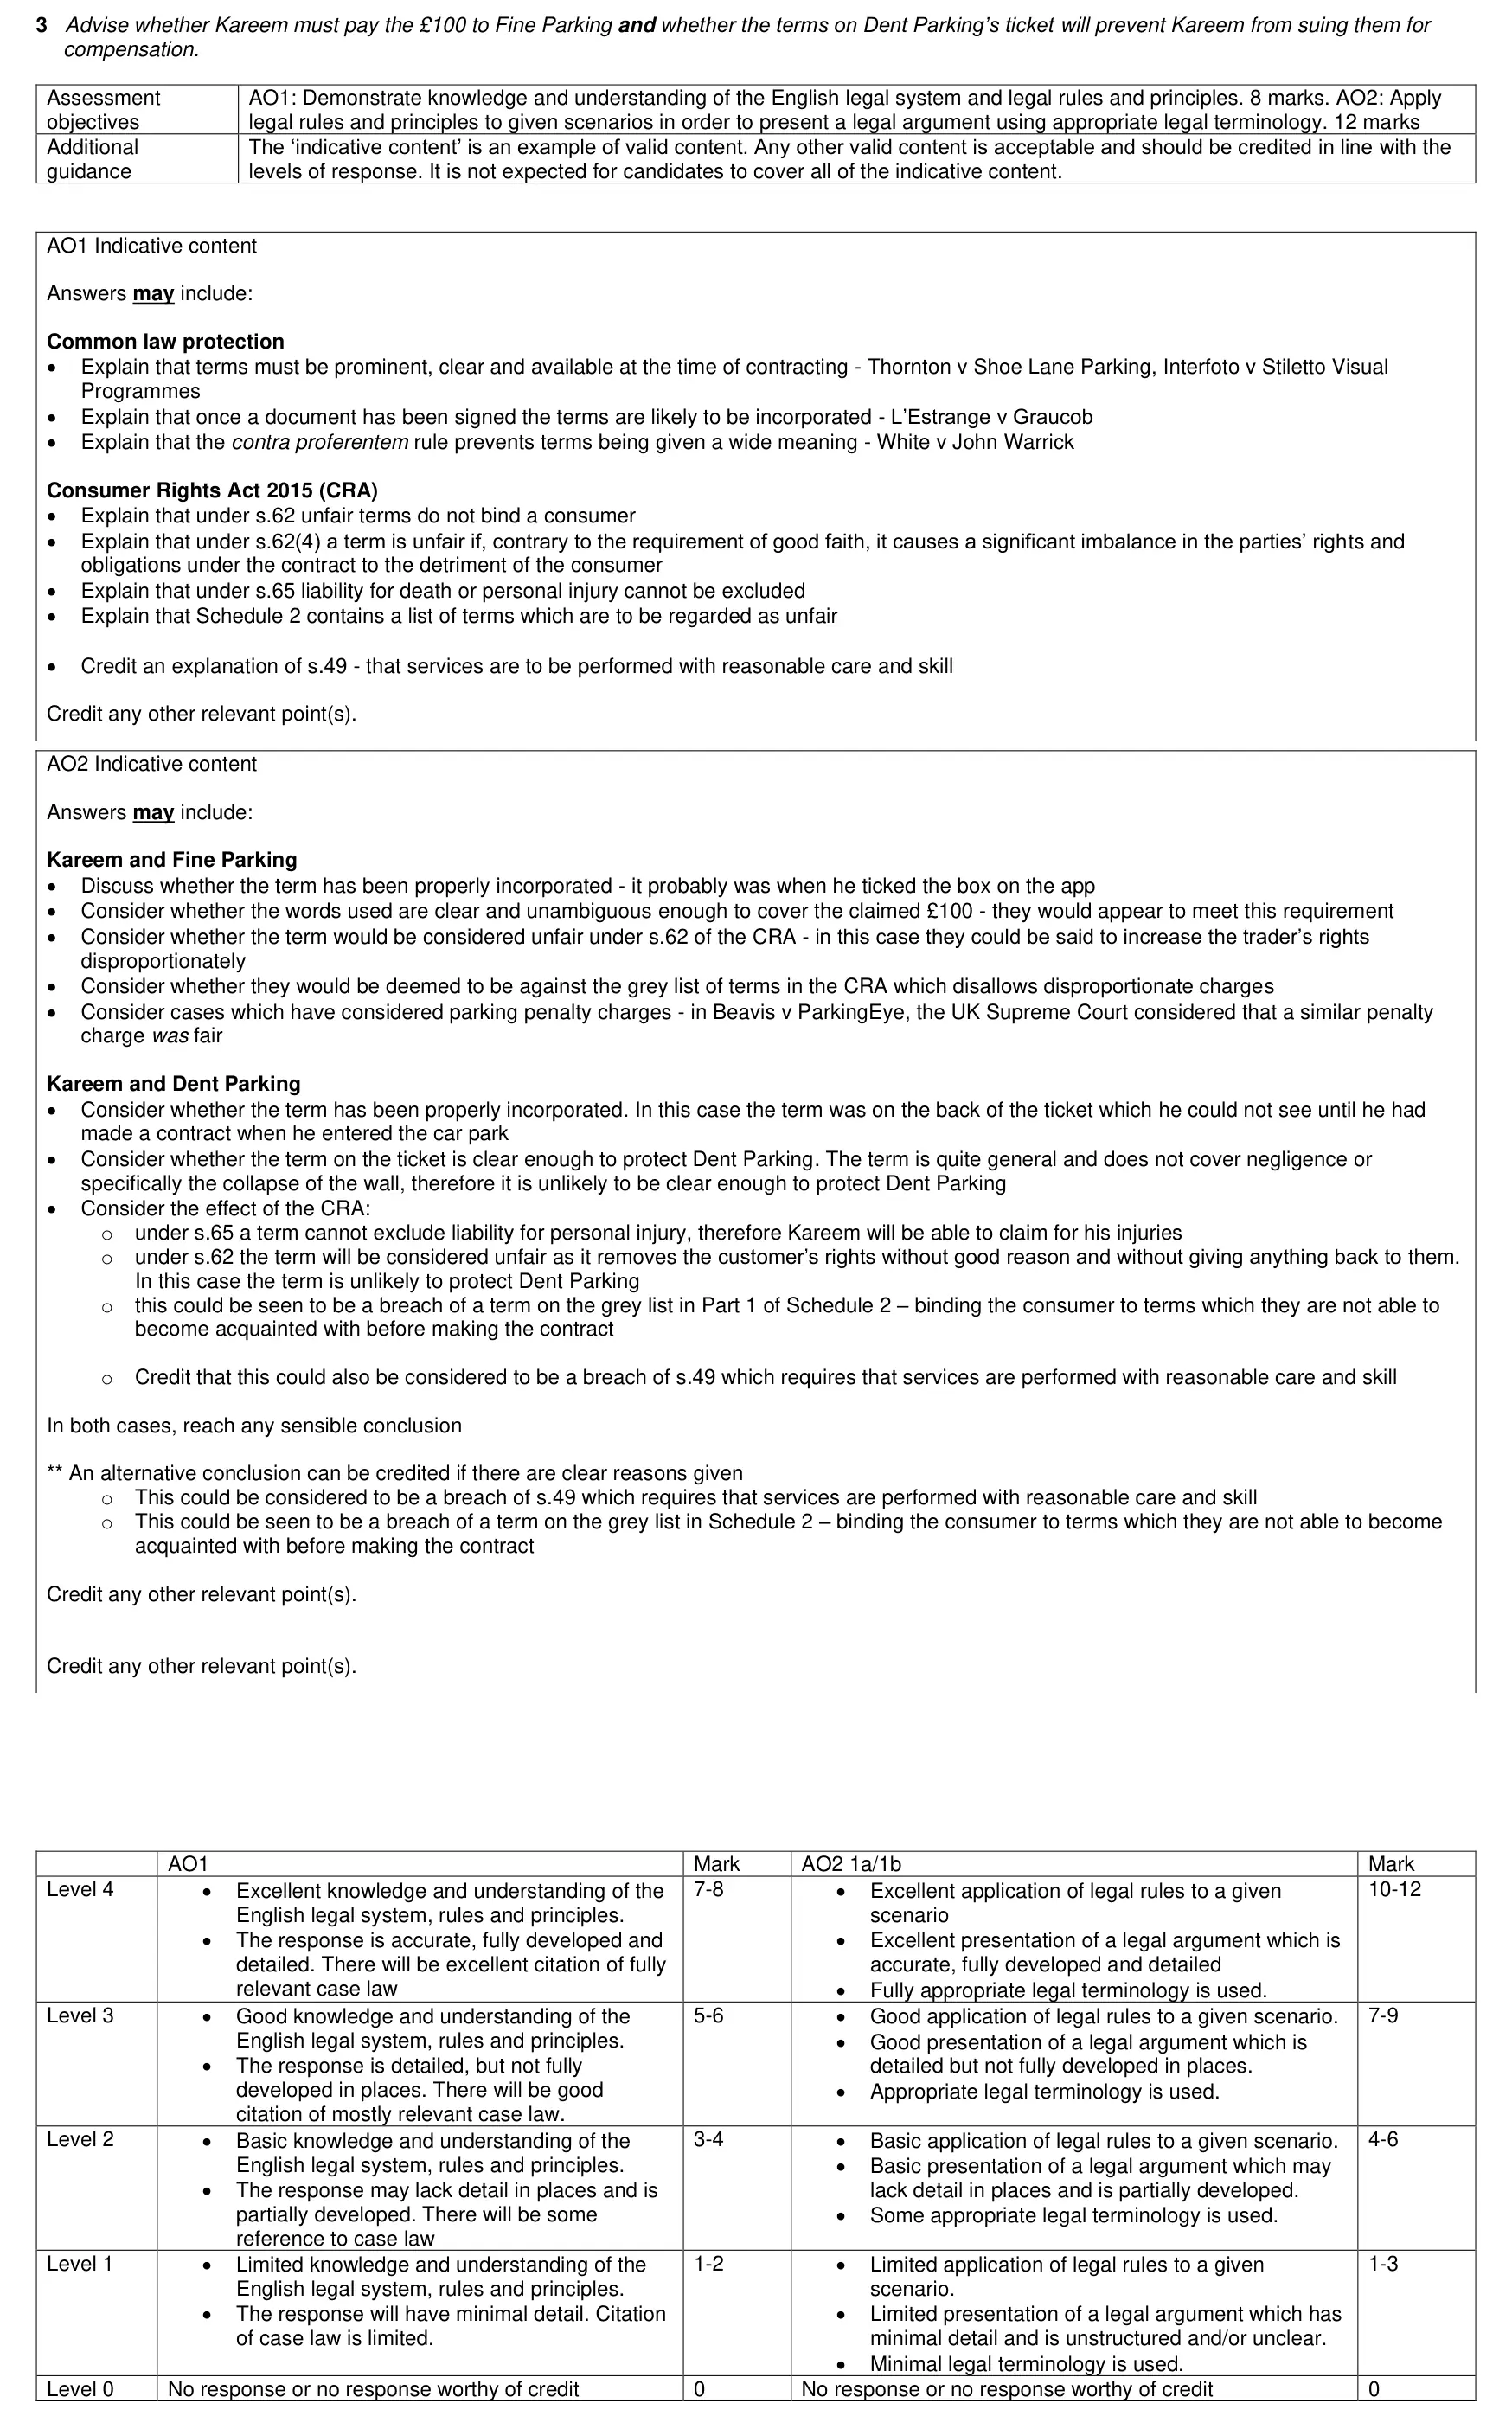 3 Advise whether Kareem must pay the £100 to Fine Parking and whether the terms on Dent Parking's ticket will prevent Kareem from suing them for
compensation.
Assessment
objectives
AO1: Demonstrate knowledge and understanding of the English legal system and legal rules and principles. 8 marks. AO2: Apply
legal rules and principles to given scenarios in order to present a legal argument using appropriate legal terminology. 12 marks
Additional
guidance
The 'indicative content' is an example of valid content. Any other valid content is acceptable and should be credited in line with the
levels of response. It is not expected for candidates to cover all of the indicative content.
AO1 Indicative content
Answers may include:
Common law protection
• Explain that terms must be prominent, clear and available at the time of contracting - Thornton v Shoe Lane Parking, Interfoto v Stiletto Visual
Programmes
• Explain that once a document has been signed the terms are likely to be incorporated - L'Estrange v Graucob
• Explain that the contra proferentem rule prevents terms being given a wide meaning - White v John Warrick
Consumer Rights Act 2015 (CRA)
• Explain that under s.62 unfair terms do not bind a consumer
• Explain that under s.62(4) a term is unfair if, contrary to the requirement of good faith, it causes a significant imbalance in the parties' rights and
obligations under the contract to the detriment of the consumer
• Explain that under s.65 liability for death or personal injury cannot be excluded
• Explain that Schedule 2 contains a list of terms which are to be regarded as unfair
• Credit an explanation of s.49 - that services are to be performed with reasonable care and skill
Credit any other relevant point(s).
AO2 Indicative content
Answers may include:
Kareem and Fine Parking
• Discuss whether the term has been properly incorporated - it probably was when he ticked the box on the app
• Consider whether the words used are clear and unambiguous enough to cover the claimed £100 - they would appear to meet this requirement
• Consider whether the term would be considered unfair under s.62 of the CRA - in this case they could be said to increase the trader's rights
disproportionately
• Consider whether they would be deemed to be against the grey list of terms in the CRA which disallows disproportionate charges
• Consider cases which have considered parking penalty charges - in Beavis v ParkingEye, the UK Supreme Court considered that a similar penalty
charge was fair
Kareem and Dent Parking
• Consider whether the term has been properly incorporated. In this case the term was on the back of the ticket which he could not see until he had
made a contract when he entered the car park
• Consider whether the term on the ticket is clear enough to protect Dent Parking. The term is quite general and does not cover negligence or
specifically the collapse of the wall, therefore it is unlikely to be clear enough to protect Dent Parking
• Consider the effect of the CRA:
o under s.65 a term cannot exclude liability for personal injury, therefore Kareem will be able to claim for his injuries
o under s.62 the term will be considered unfair as it removes the customer's rights without good reason and without giving anything back to them.
In this case the term is unlikely to protect Dent Parking
o this could be seen to be a breach of a term on the grey list in Part 1 of Schedule 2 – binding the consumer to terms which they are not able to
become acquainted with before making the contract
o Credit that this could also be considered to be a breach of s.49 which requires that services are performed with reasonable care and skill
In both cases, reach any sensible conclusion
** An alternative conclusion can be credited if there are clear reasons given
o This could be considered to be a breach of s.49 which requires that services are performed with reasonable care and skill
o This could be seen to be a breach of a term on the grey list in Schedule 2 – binding the consumer to terms which they are not able to become
acquainted with before making the contract
Credit any other relevant point(s).
Credit any other relevant point(s).
AO1 Mark AO2 1a/1b Mark
Level 4
• Excellent knowledge and understanding of the
English legal system, rules and principles.
• The response is accurate, fully developed and
detailed. There will be excellent citation of fully
relevant case law
7-8
• Excellent application of legal rules to a given
scenario
• Excellent presentation of a legal argument which is
accurate, fully developed and detailed
• Fully appropriate legal terminology is used.
10-12
Level 3
• Good knowledge and understanding of the
English legal system, rules and principles.
• The response is detailed, but not fully
developed in places. There will be good
citation of mostly relevant case law.
5-6
• Good application of legal rules to a given scenario.
• Good presentation of a legal argument which is
detailed but not fully developed in places.
• Appropriate legal terminology is used.
7-9
Level 2
• Basic knowledge and understanding of the
English legal system, rules and principles.
• The response may lack detail in places and is
partially developed. There will be some
reference to case law
3-4
• Basic application of legal rules to a given scenario.
• Basic presentation of a legal argument which may
lack detail in places and is partially developed.
• Some appropriate legal terminology is used.
4-6
Level 1
• Limited knowledge and understanding of the
English legal system, rules and principles.
• The response will have minimal detail. Citation
of case law is limited.
1-2
• Limited application of legal rules to a given
scenario.
• Limited presentation of a legal argument which has
minimal detail and is unstructured and/or unclear.
• Minimal legal terminology is used.
1-3
Level 0
No response or no response worthy of credit
0
No response or no response worthy of credit
0